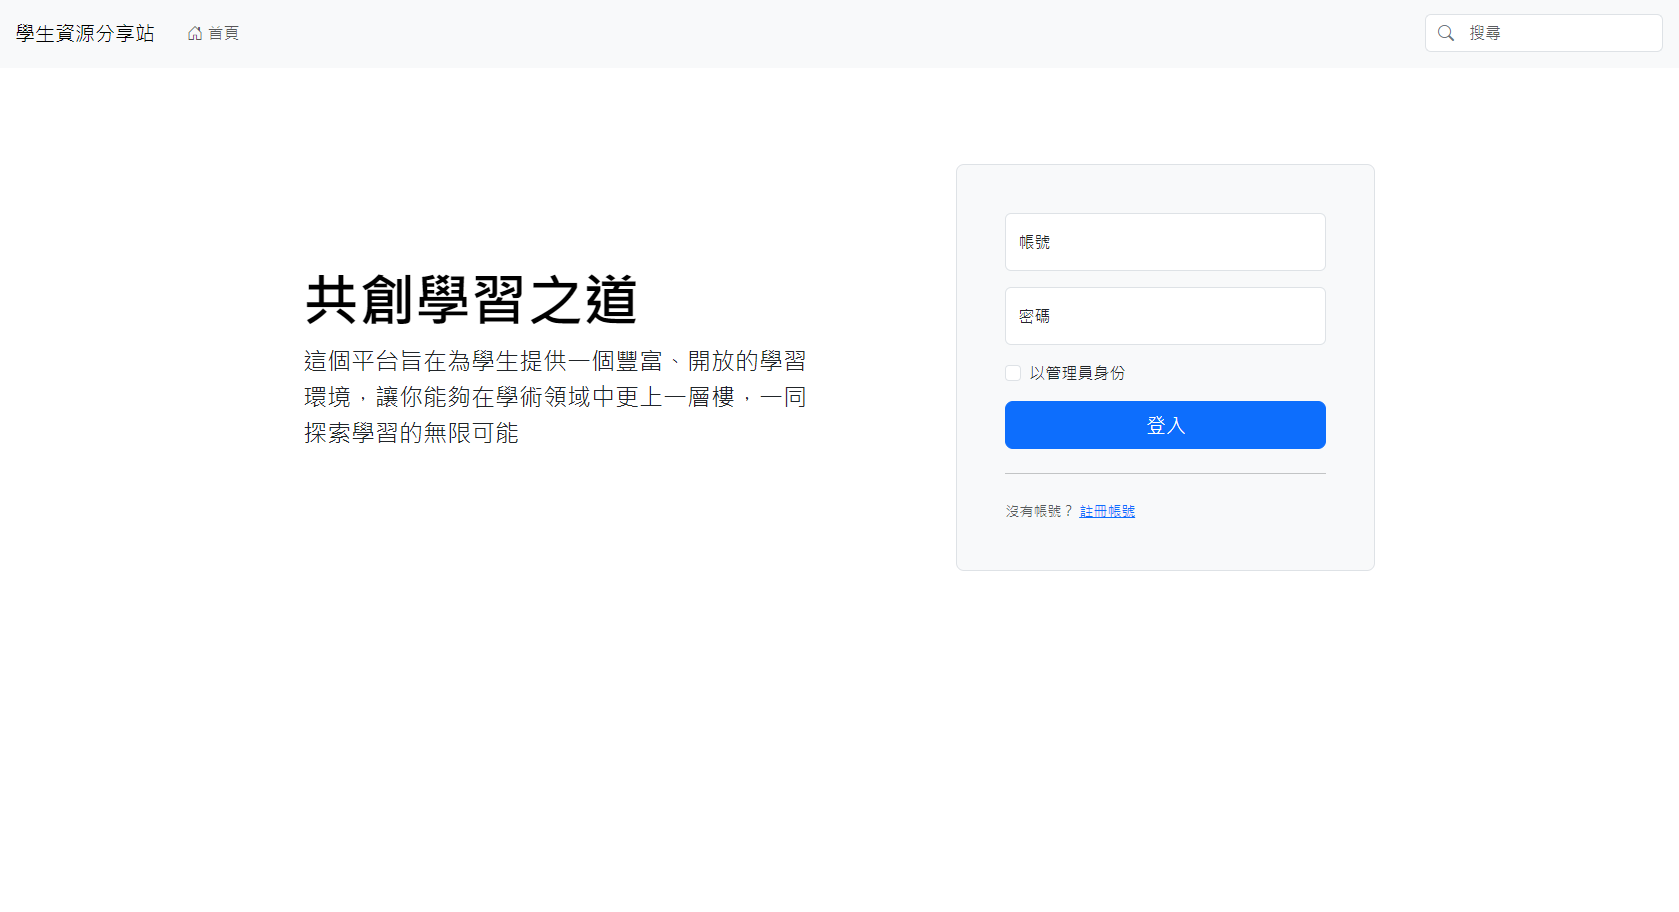 學生資源分享站
首頁
搜尋
共創學習之道
這個平台旨在為學生提供一個豐富、開放的學習
環境，讓你能夠在學術領域中更上一層樓，一同
探索學習的無限可能
帳號
密碼
以管理員身份
登入
沒有帳號？ 註冊帳號